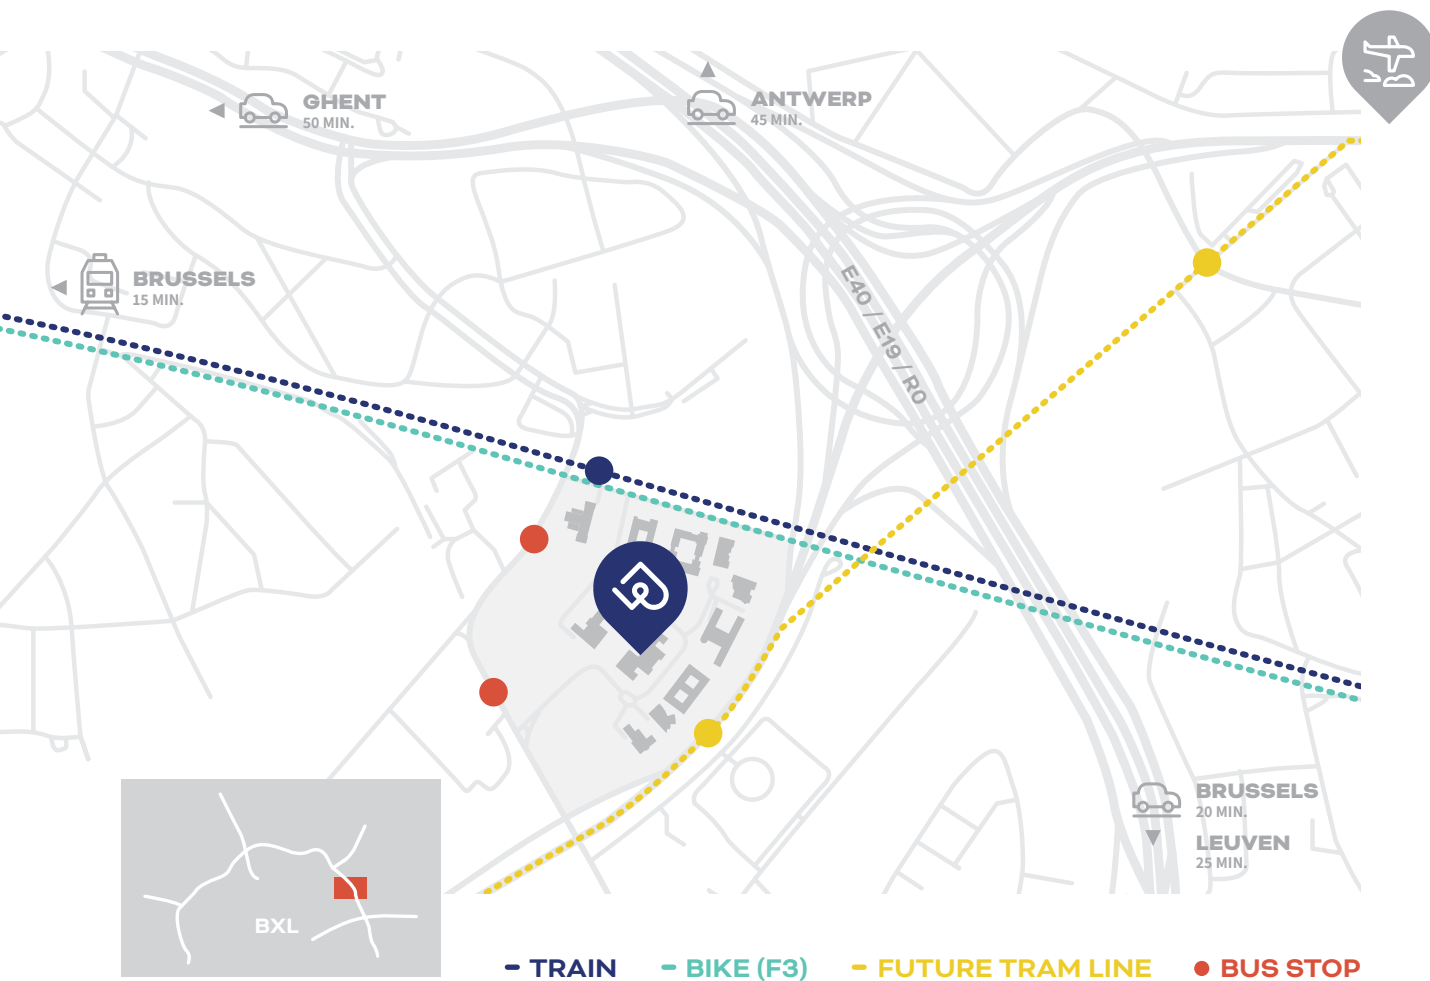 GHENT
50 MIN.
ANTWERP
45 MIN.
BRUSSELS
15 MIN.
E40 / E19 / R0
BRUSSELS
20 MIN.
LEUVEN
25 MIN.
BXL
TRAIN
BIKE (F3)
FUTURE TRAM LINE
BUS STOP